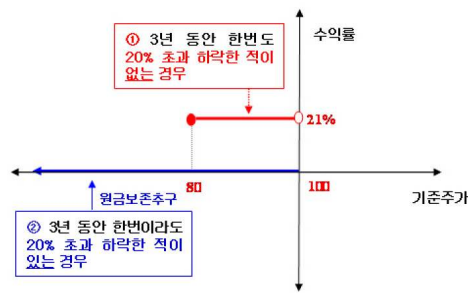 수익률
① 3년 동안 한번도
20% 초과 하락한 적이
없는 경우
21%
80
100
기준주가
원금보존추구
② 3년 동안 한번이라도
20% 초과 하락한 적이
있는 경우